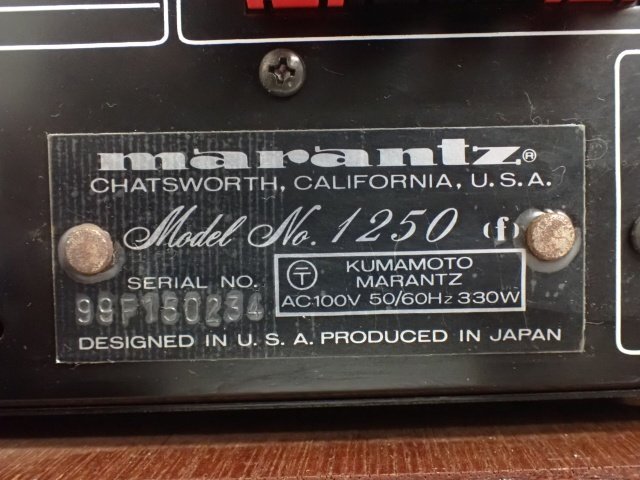 marantz®
CHATSWORTH, CALIFORNIA, U.S.A.
Model No. 1250 (f)
SERIAL NO.
99F150234
〒 KUMAMOTO
MARANTZ
AC100V 50/60Hz 330W
DESIGNED IN U.S.A. PRODUCED IN JAPAN